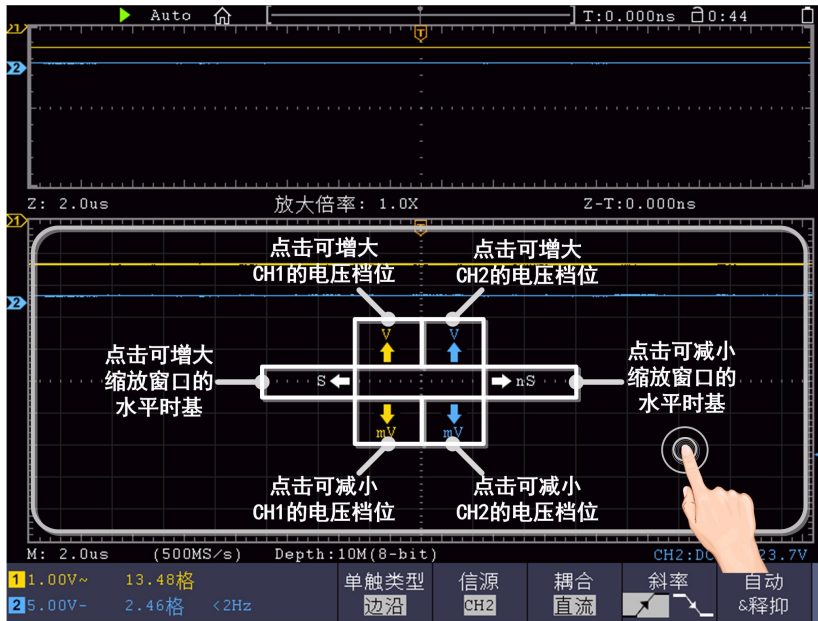 Auto T:0.000ns 0:44
1
T
2
Z: 2.0us 放大倍率: 1.0X Z-T:0.000ns
1
T
点击可增大 点击可增大
CH1的电压档位 CH2的电压档位
2
V V
点击可增大 点击可减小
缩放窗口的 S nS 缩放窗口的
水平时基 水平时基
mV mV
点击可减小 点击可减小
CH1的电压档位 CH2的电压档位
M: 2.0us (500MS/s) Depth:10M(8-bit) CH2:DC 23.7V
1 1.00V~ 13.48格 单触类型 信源 耦合 斜率 自动
2 5.00V- 2.46格 <2Hz 边沿 CH2 直流 &释抑